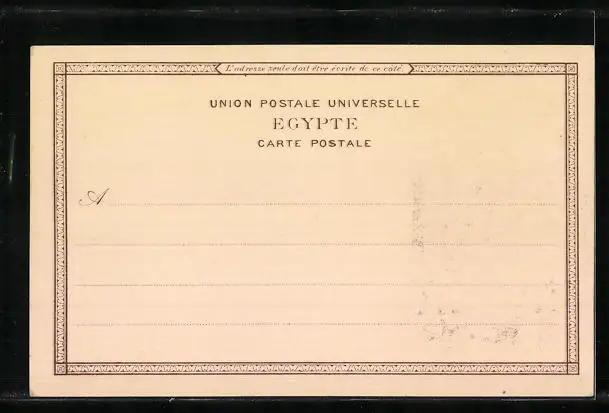 L'adresse seule doit être écrite de ce côté.
UNION POSTALE UNIVERSELLE
EGYPTE
CARTE POSTALE
A